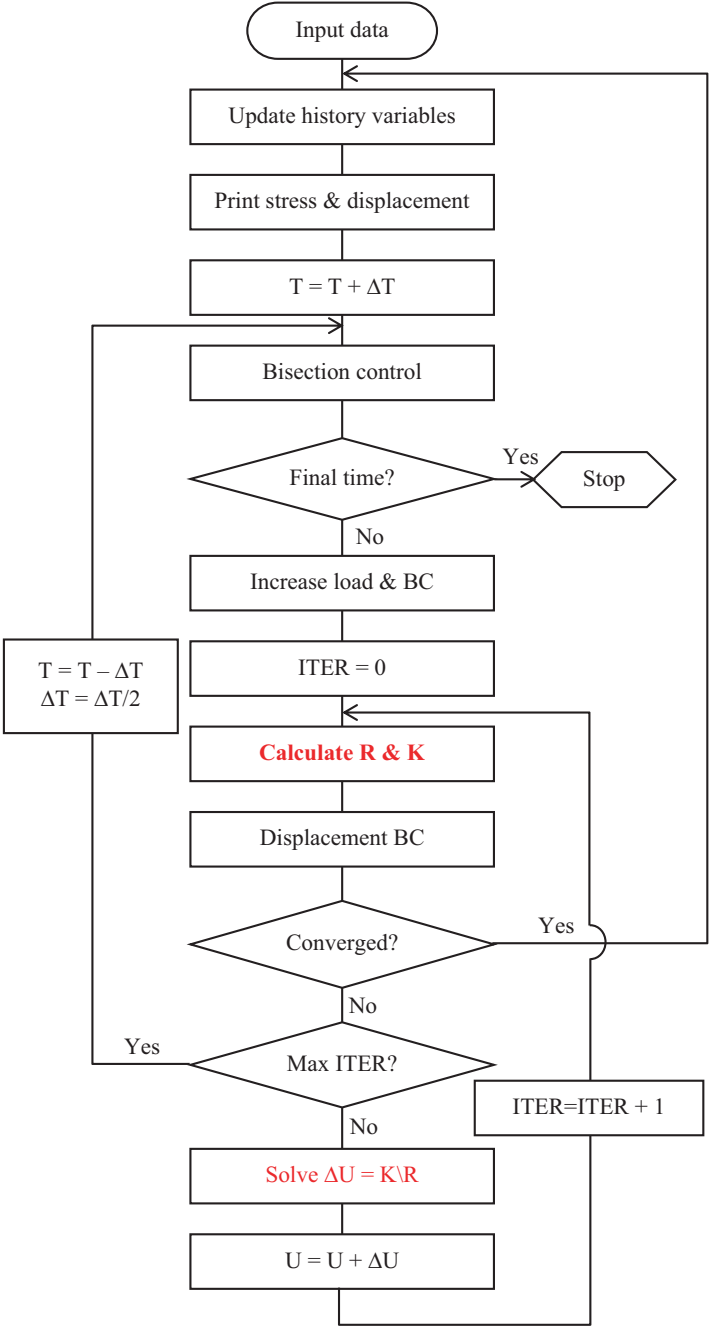 Input data
Update history variables
Print stress & displacement
T = T + ΔT
Bisection control
Final time?
Yes
Stop
No
Increase load & BC
T = T – ΔT
ΔT = ΔT/2
ITER = 0
Calculate R & K
Displacement BC
Converged?
Yes
No
Max ITER?
Yes
No
ITER=ITER + 1
Solve ΔU = K\R
U = U + ΔU